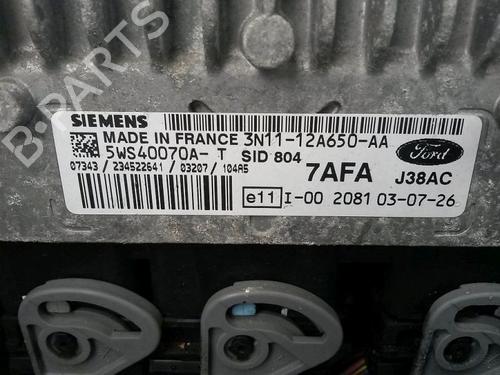 B-PARTS
SIEMENS
MADE IN FRANCE 3N11-12A650-AA
5WS40070A- T SID 804
07343 / 234522641 / 03207 / 104A5
7AFA
Ford
J38AC
e11 I-00 2081 03-07-26